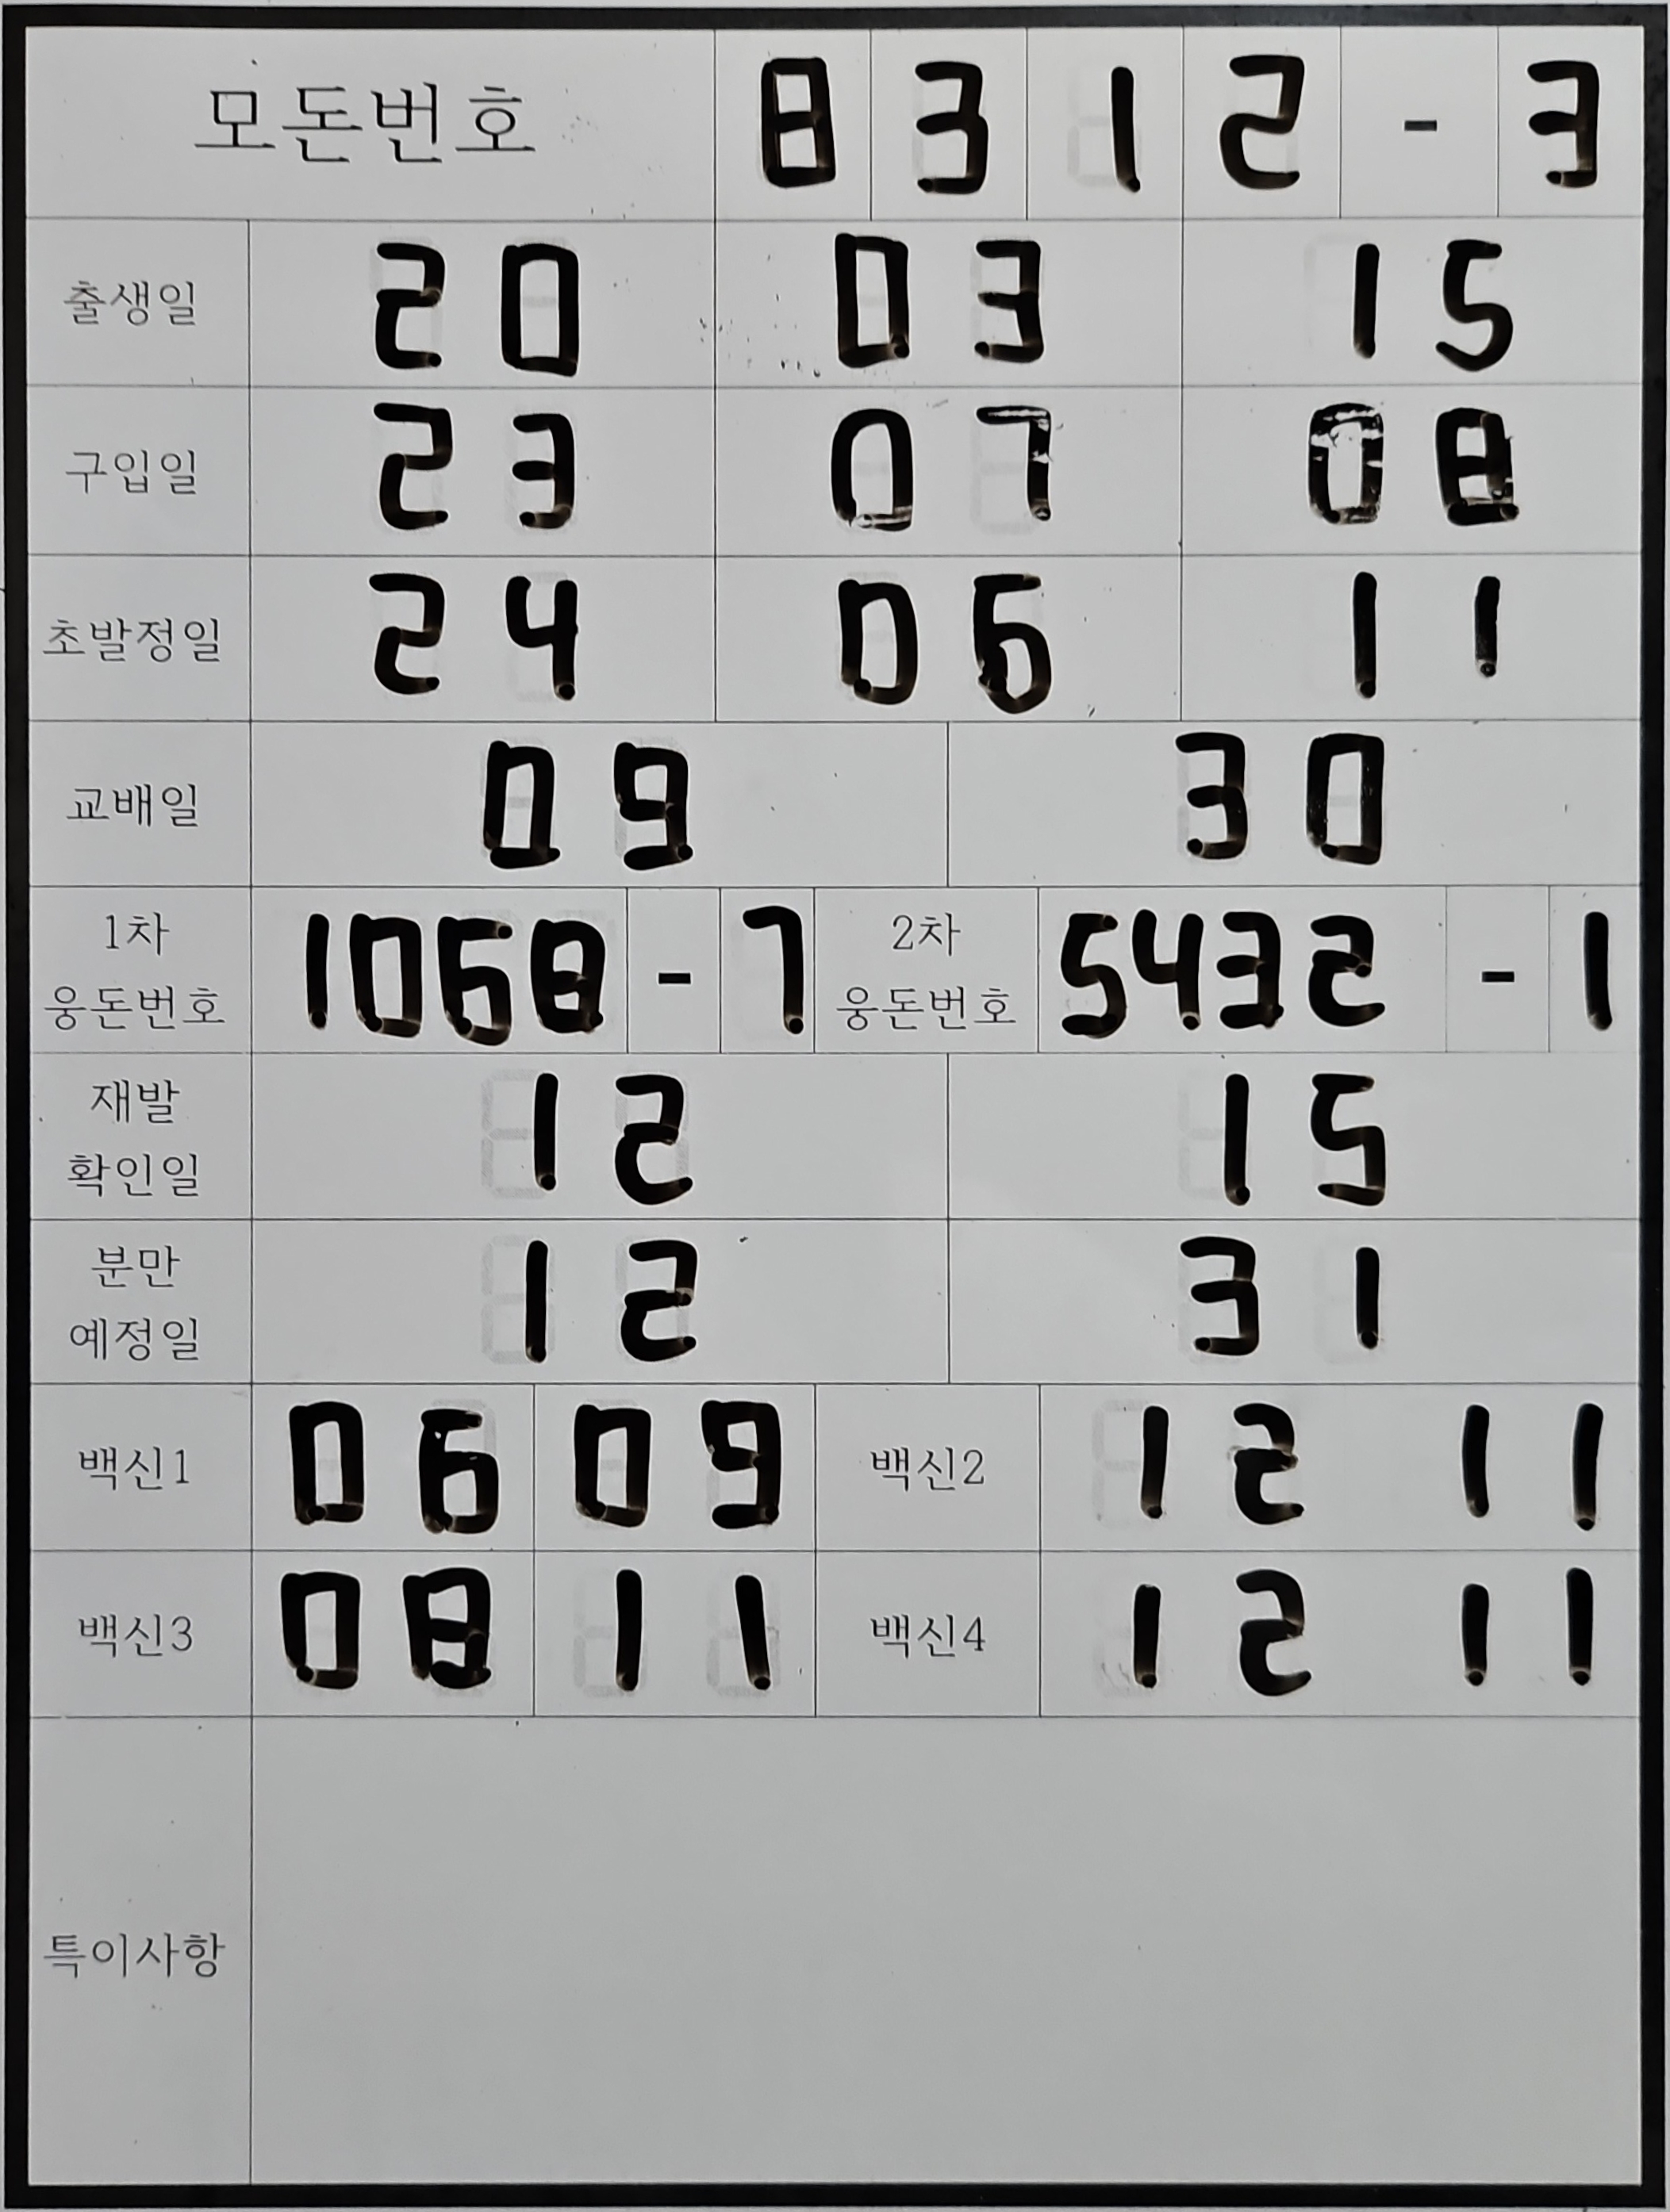 모돈번호 8 3 1 2 - 3
출생일 20 03 15
구입일 23 07 08
초발정일 24 06 11
교배일 09 30
1차 웅돈번호 1068 - 7 2차 웅돈번호 5432 - 1
재발 확인일 12 15
분만 예정일 12 31
백신1 06 09 백신2 12 11
백신3 08 11 백신4 12 11
특이사항